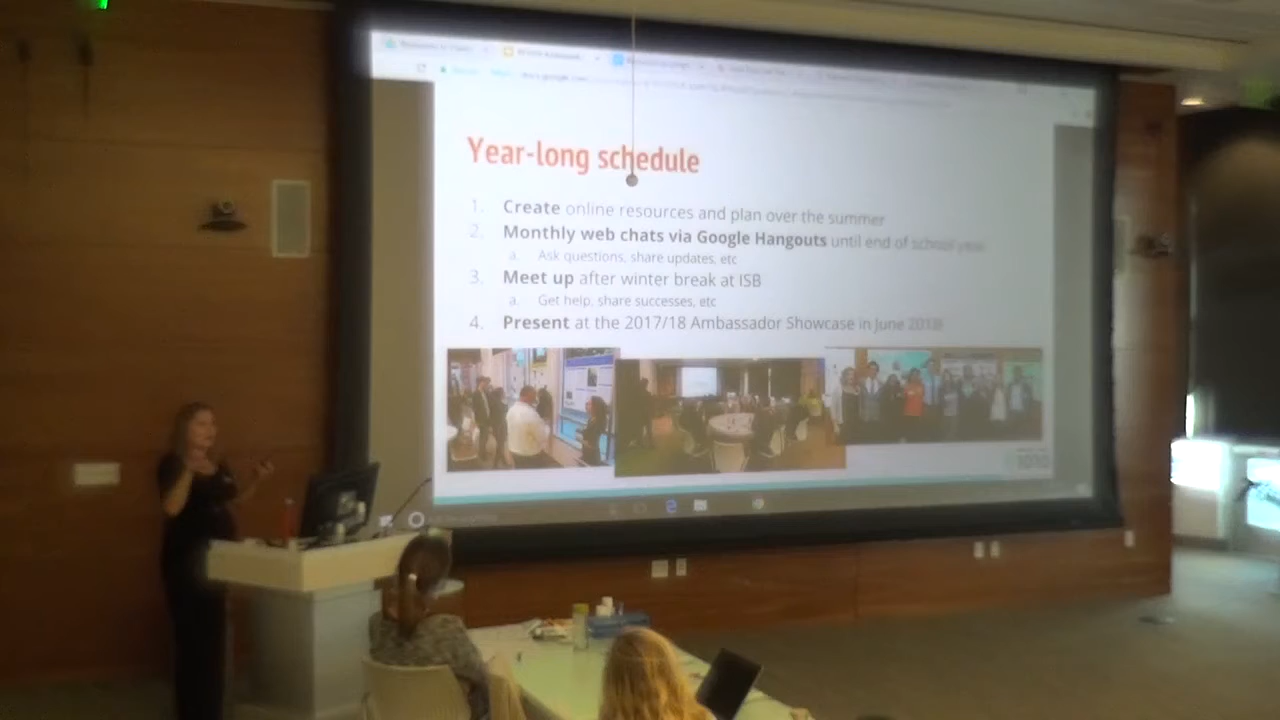 Year-long schedule
1. Create online resources and plan over the summer
2. Monthly web chats via Google Hangouts until end of school year
a. Ask questions, share updates, etc
3. Meet up after winter break at ISB
a. Get help, share successes, etc
4. Present at the 2017/18 Ambassador Showcase in June 2018